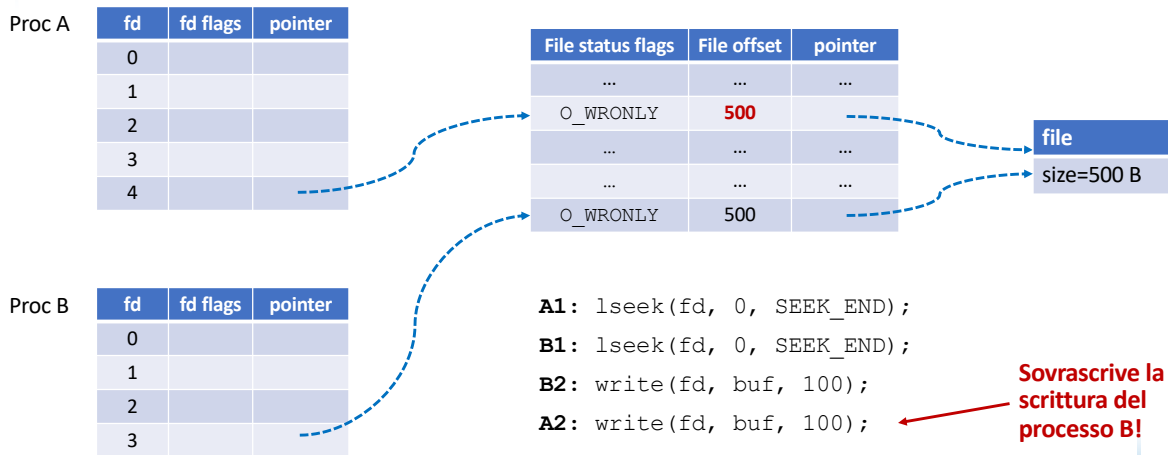 Proc A
fd fd flags pointer
0
1
2
3
4
File status flags File offset pointer
... ... ...
O_WRONLY 500
... ... ...
... ... ...
O_WRONLY 500
file
size=500 B
Proc B
fd fd flags pointer
0
1
2
3
A1: lseek(fd, 0, SEEK_END);
B1: lseek(fd, 0, SEEK_END);
B2: write(fd, buf, 100);
A2: write(fd, buf, 100);
Sovrascrive la
scrittura del
processo B!